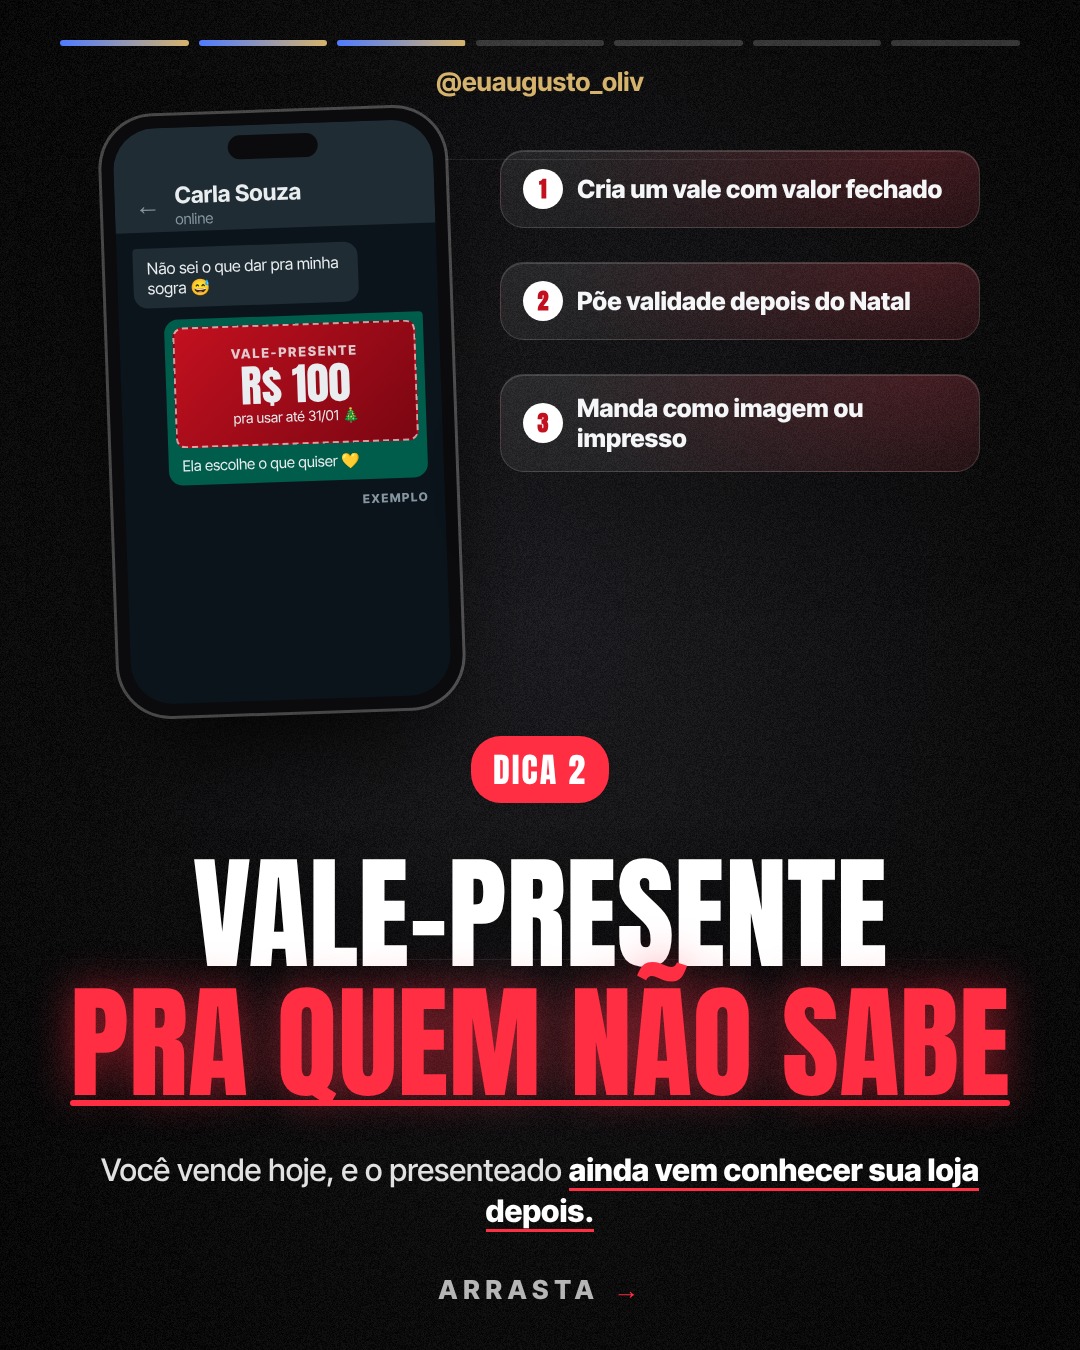 @euaugusto_oliv
← Carla Souza
online
Não sei o que dar pra minha
sogra 😅
VALE-PRESENTE
R$ 100
pra usar até 31/01 🎄
Ela escolhe o que quiser 💛
EXEMPLO
1 Cria um vale com valor fechado
2 Põe validade depois do Natal
3 Manda como imagem ou
impresso
DICA 2
VALE-PRESENTE
PRA QUEM NÃO SABE
Você vende hoje, e o presenteado ainda vem conhecer sua loja
depois.
ARRASTA →